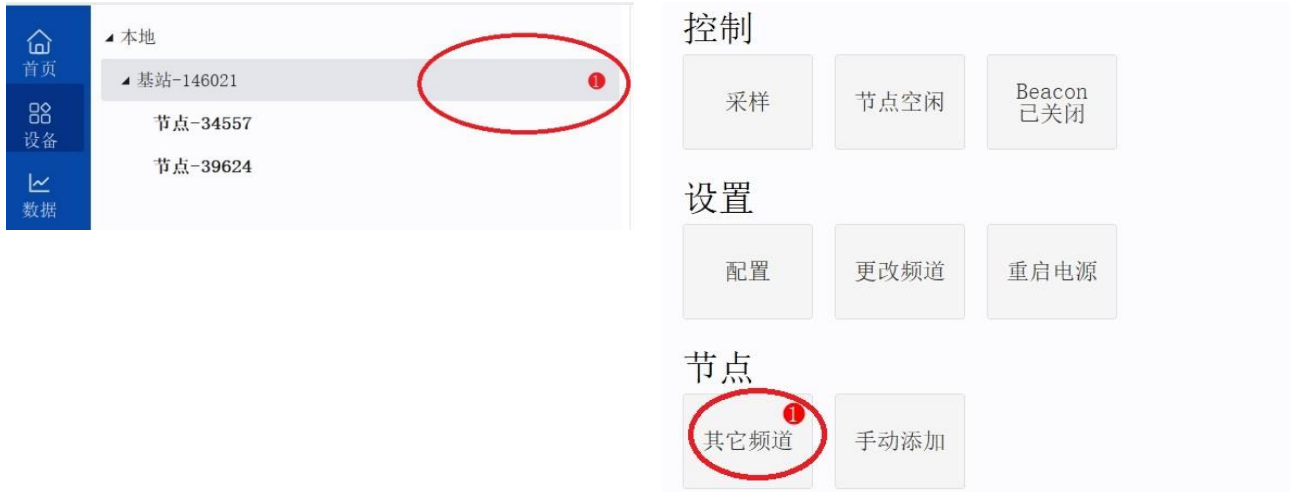 首页
设备
数据
◢ 本地
◢ 基站-146021
1
节点-34557
节点-39624
控制
采样
节点空闲
Beacon
已关闭
设置
配置
更改频道
重启电源
节点
1
其它频道
手动添加